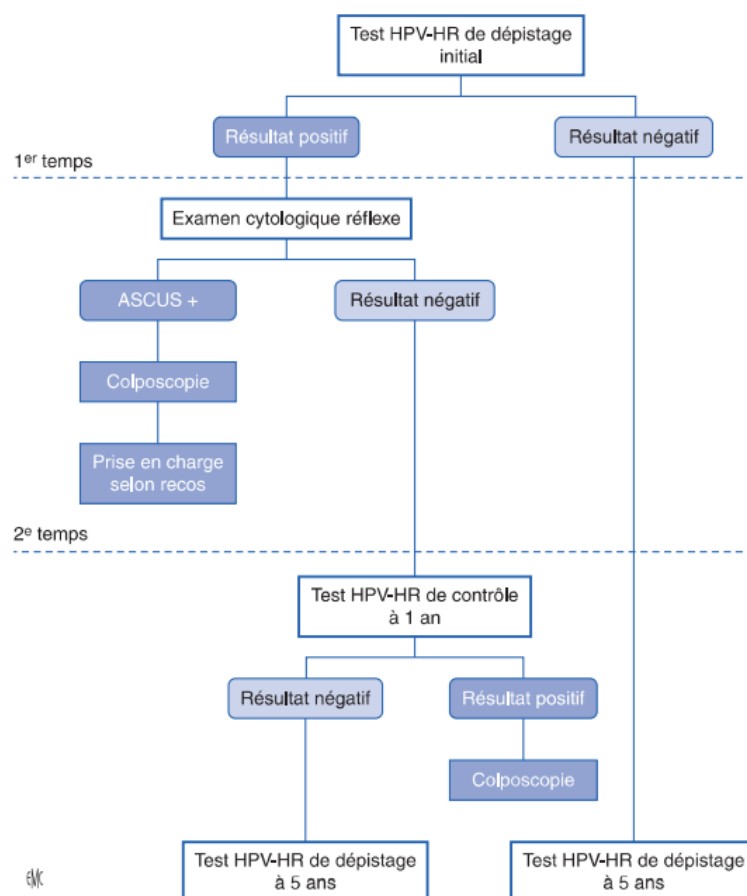 Test HPV-HR de dépistage
initial
Résultat positif
Résultat négatif
1er temps
Examen cytologique réflexe
ASCUS +
Résultat négatif
Colposcopie
Prise en charge
selon recos
2e temps
Test HPV-HR de contrôle
à 1 an
Résultat négatif
Résultat positif
Colposcopie
Test HPV-HR de dépistage
à 5 ans
Test HPV-HR de dépistage
à 5 ans
EMC